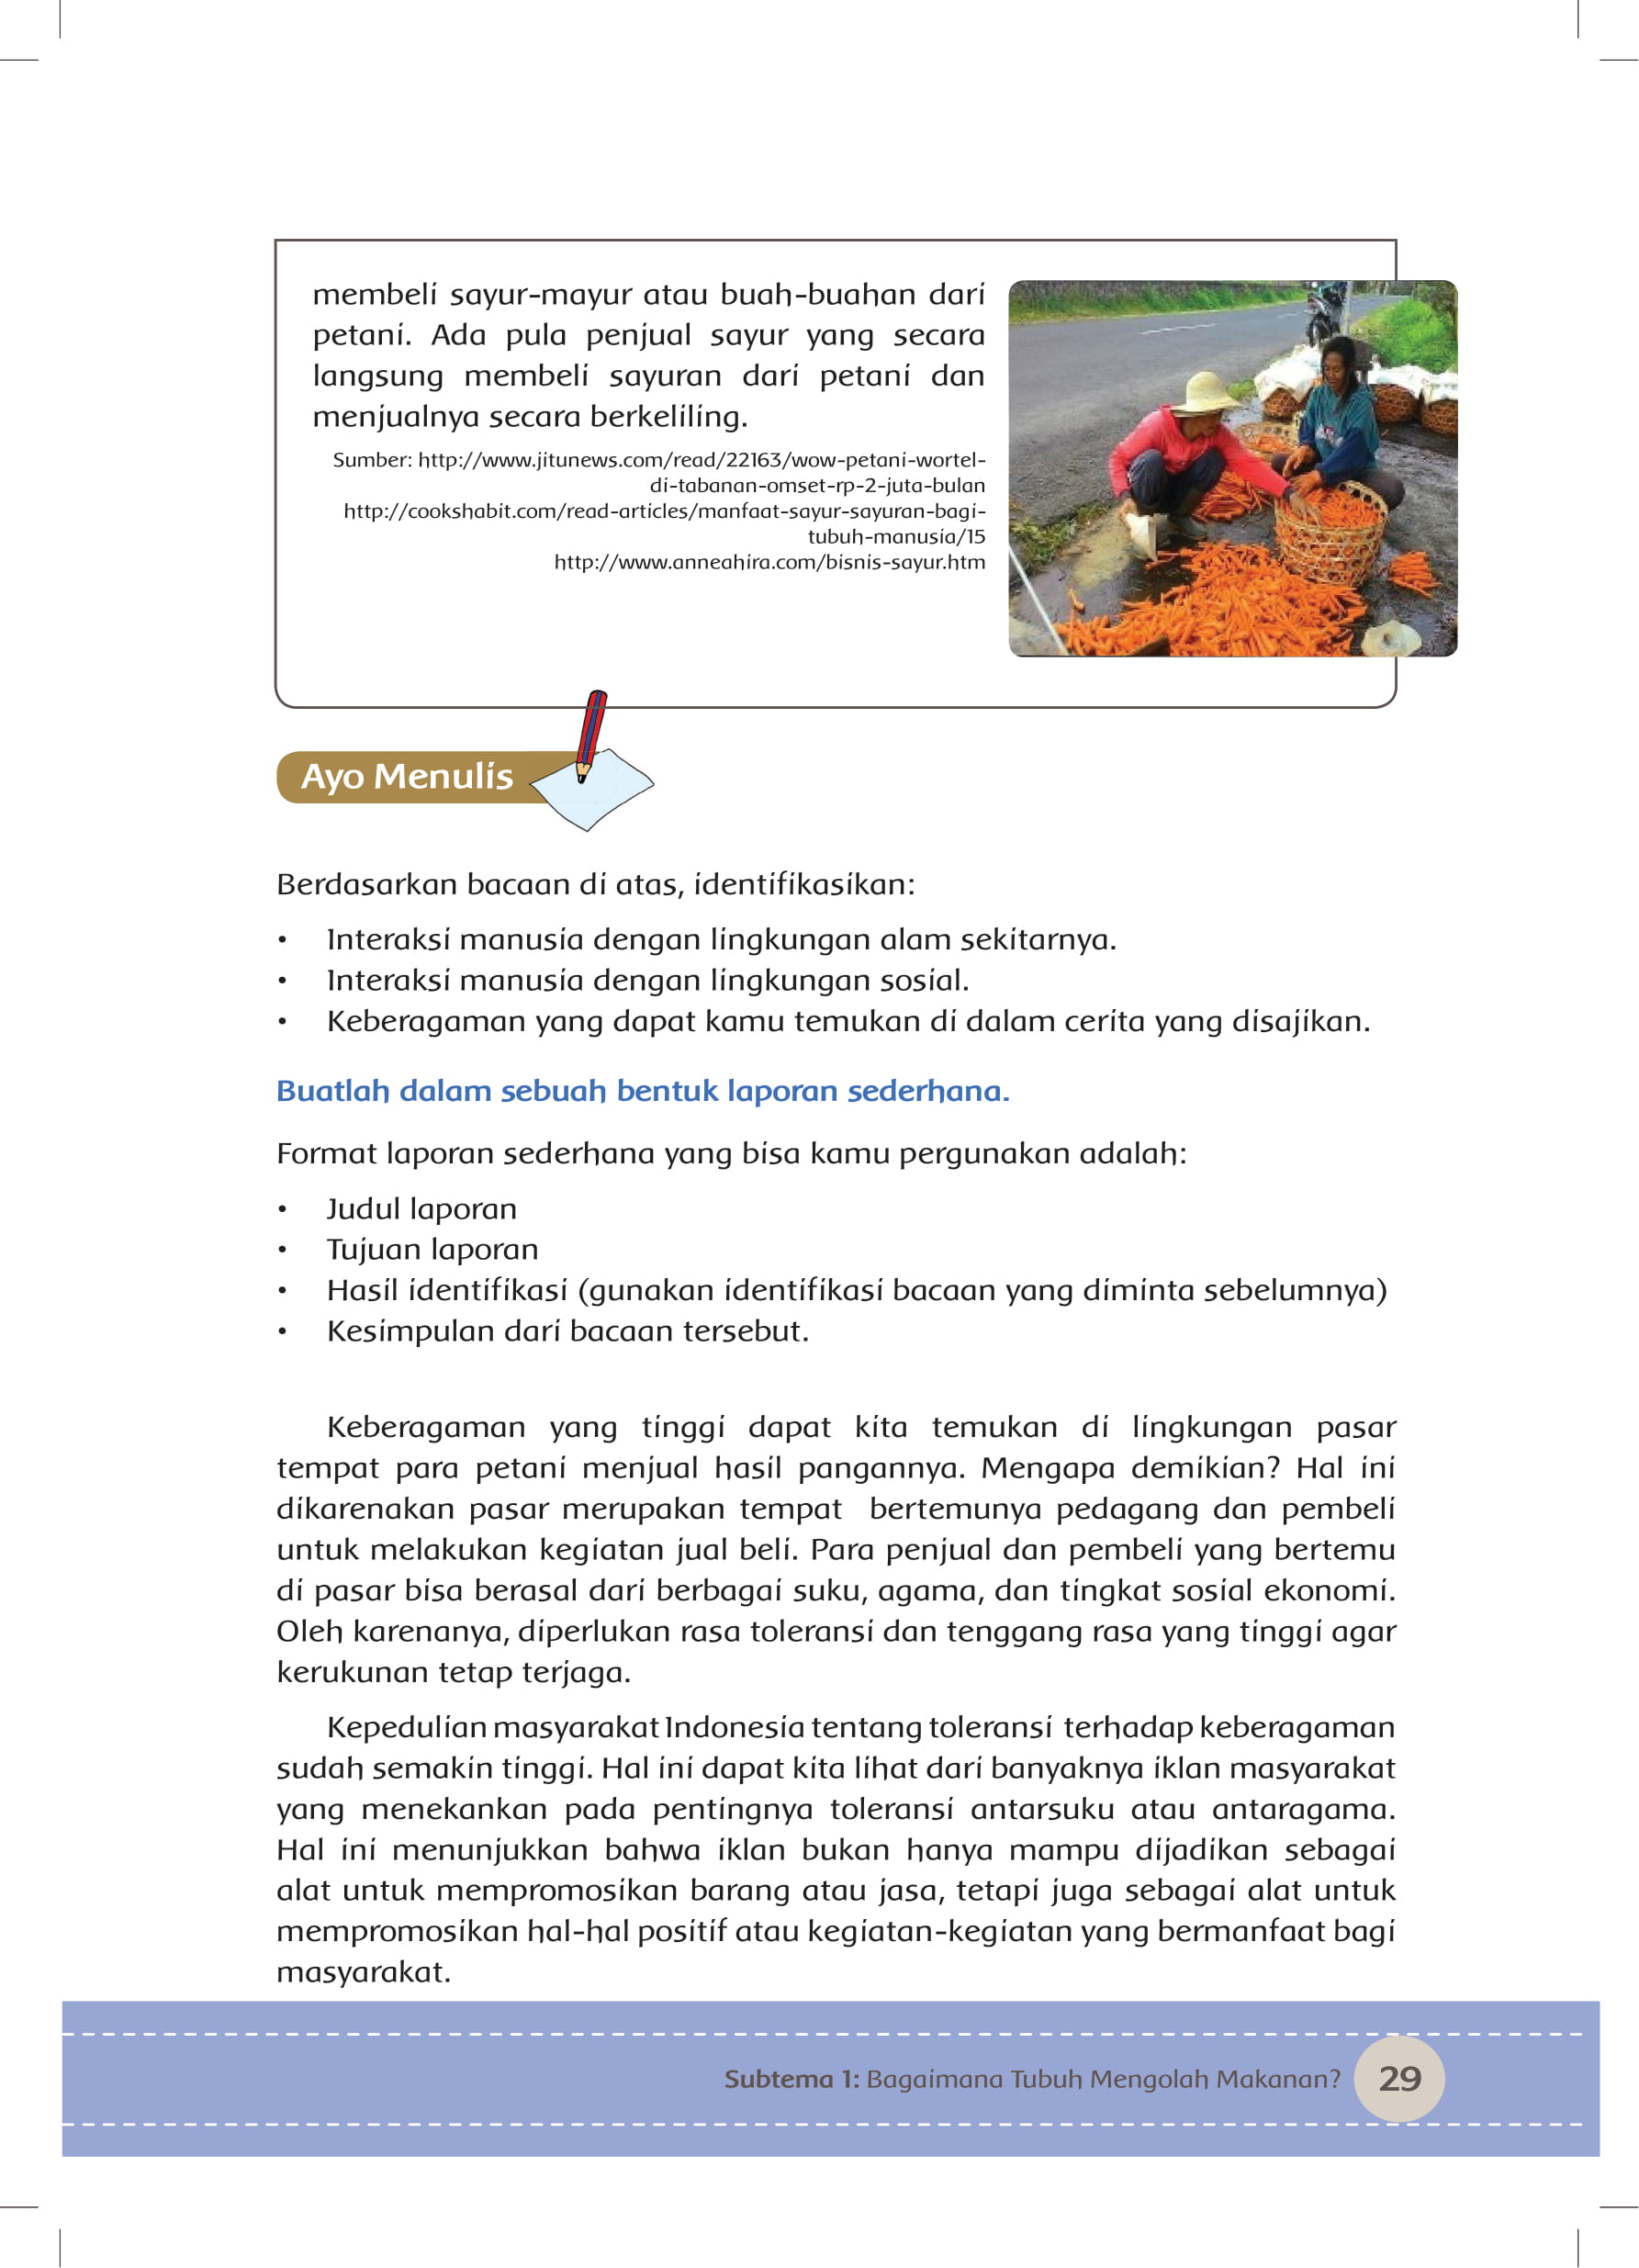 membeli sayur-mayur atau buah-buahan dari
petani. Ada pula penjual sayur yang secara
langsung membeli sayuran dari petani dan
menjualnya secara berkeliling.
Sumber: http://www.jitunews.com/read/22163/wow-petani-wortel-
di-tabanan-omset-rp-2-juta-bulan
http://cookshabit.com/read-articles/manfaat-sayur-sayuran-bagi-
tubuh-manusia/15
http://www.anneahira.com/bisnis-sayur.htm
Ayo Menulis
Berdasarkan bacaan di atas, identifikasikan:
• Interaksi manusia dengan lingkungan alam sekitarnya.
• Interaksi manusia dengan lingkungan sosial.
• Keberagaman yang dapat kamu temukan di dalam cerita yang disajikan.
Buatlah dalam sebuah bentuk laporan sederhana.
Format laporan sederhana yang bisa kamu pergunakan adalah:
• Judul laporan
• Tujuan laporan
• Hasil identifikasi (gunakan identifikasi bacaan yang diminta sebelumnya)
• Kesimpulan dari bacaan tersebut.
Keberagaman yang tinggi dapat kita temukan di lingkungan pasar
tempat para petani menjual hasil pangannya. Mengapa demikian? Hal ini
dikarenakan pasar merupakan tempat bertemunya pedagang dan pembeli
untuk melakukan kegiatan jual beli. Para penjual dan pembeli yang bertemu
di pasar bisa berasal dari berbagai suku, agama, dan tingkat sosial ekonomi.
Oleh karenanya, diperlukan rasa toleransi dan tenggang rasa yang tinggi agar
kerukunan tetap terjaga.
Kepedulian masyarakat Indonesia tentang toleransi terhadap keberagaman
sudah semakin tinggi. Hal ini dapat kita lihat dari banyaknya iklan masyarakat
yang menekankan pada pentingnya toleransi antarsuku atau antaragama.
Hal ini menunjukkan bahwa iklan bukan hanya mampu dijadikan sebagai
alat untuk mempromosikan barang atau jasa, tetapi juga sebagai alat untuk
mempromosikan hal-hal positif atau kegiatan-kegiatan yang bermanfaat bagi
masyarakat.
Subtema 1: Bagaimana Tubuh Mengolah Makanan? 29